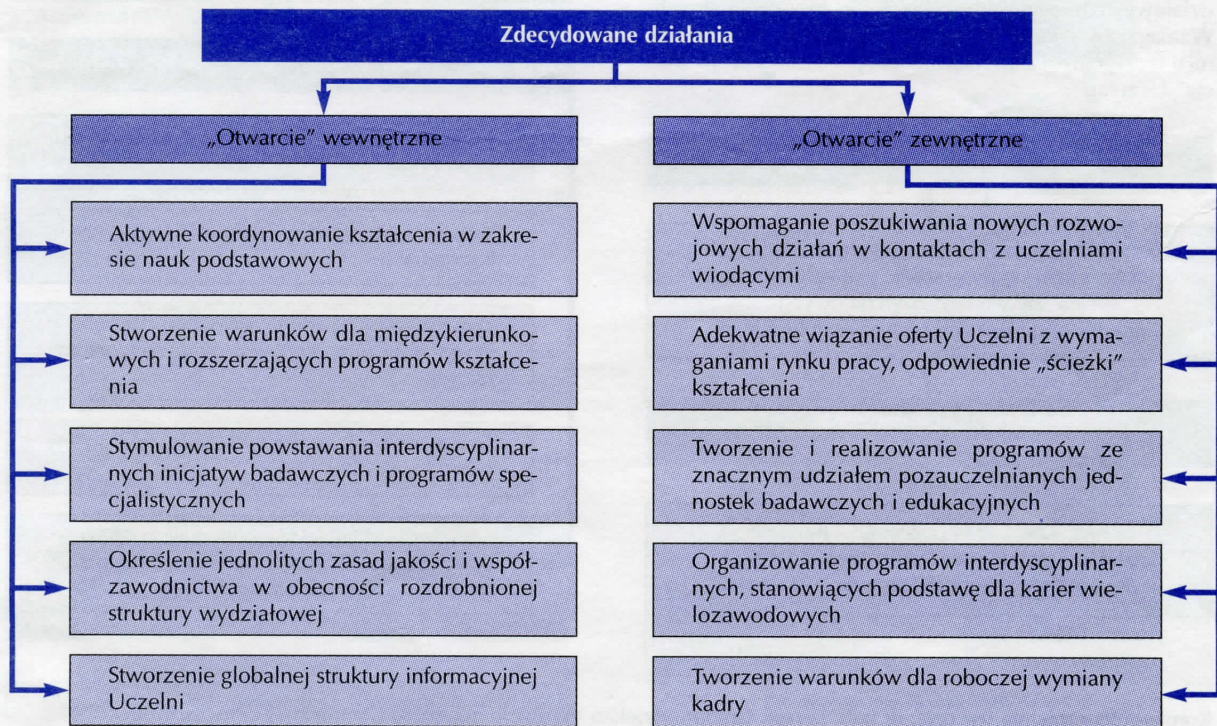 Zdecydowane działania
„Otwarcie” wewnętrzne
Aktywne koordynowanie kształcenia w zakre-
sie nauk podstawowych
Stworzenie warunków dla międzykierunko-
wych i rozszerzających programów kształce-
nia
Stymulowanie powstawania interdyscyplinar-
nych inicjatyw badawczych i programów spe-
cjalistycznych
Określenie jednolitych zasad jakości i współ-
zawodnictwa w obecności rozdrobnionej
struktury wydziałowej
Stworzenie globalnej struktury informacyjnej
Uczelni
„Otwarcie” zewnętrzne
Wspomaganie poszukiwania nowych rozwo-
jowych działań w kontaktach z uczelniami
wiodącymi
Adekwatne wiązanie oferty Uczelni z wyma-
ganiami rynku pracy, odpowiednie „ścieżki”
kształcenia
Tworzenie i realizowanie programów ze
znacznym udziałem pozauczelnianych jed-
nostek badawczych i edukacyjnych
Organizowanie programów interdyscyplinar-
nych, stanowiących podstawę dla karier wie-
lozawodowych
Tworzenie warunków dla roboczej wymiany
kadry